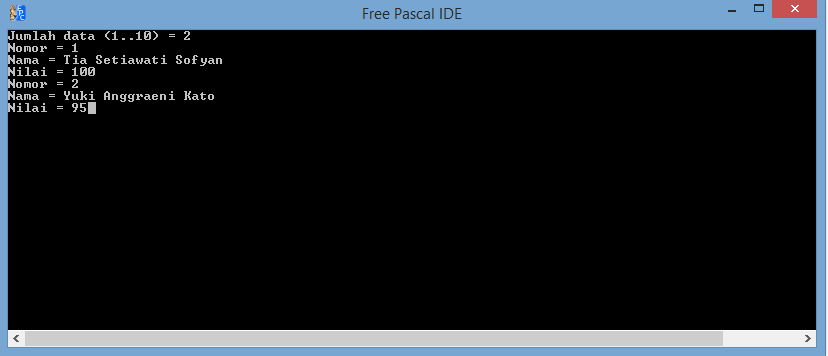 Free Pascal IDE
Jumlah data (1..10) = 2
Nomor = 1
Nama = Tia Setiawati Sofyan
Nilai = 100
Nomor = 2
Nama = Yuki Anggraeni Kato
Nilai = 95